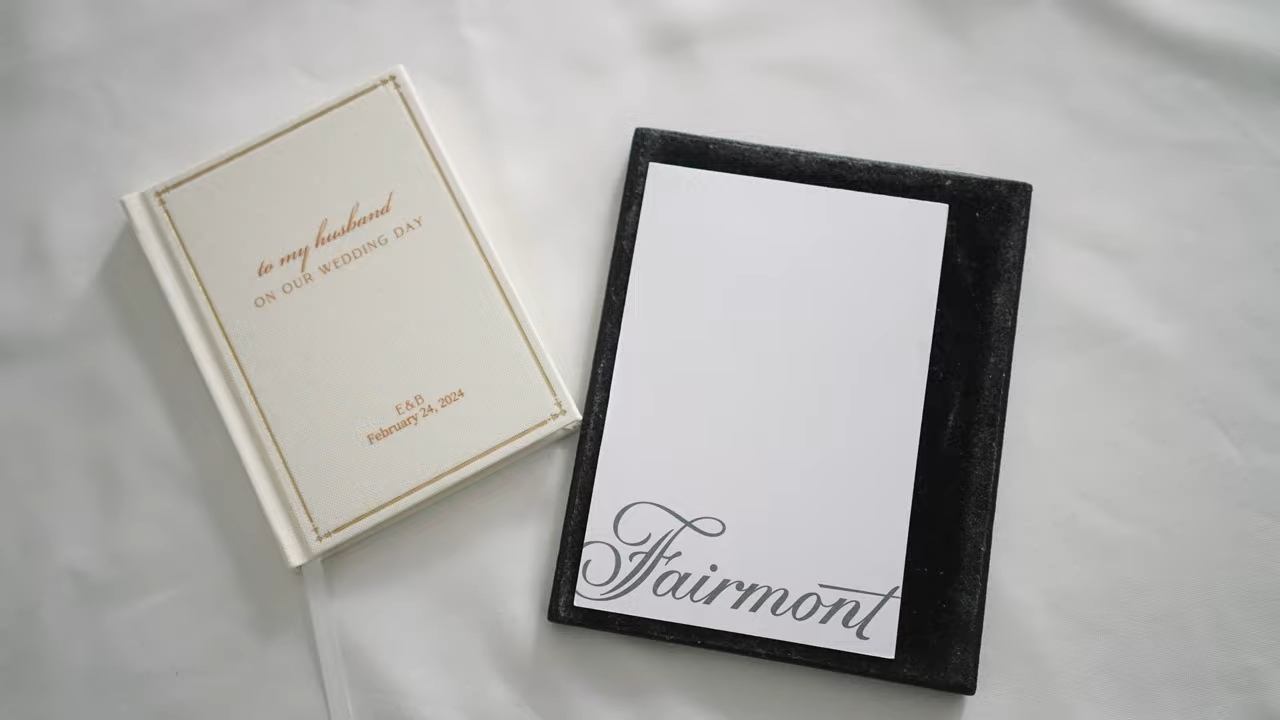 to my husband
ON OUR WEDDING DAY
E&B
February 24, 2024
Fairmont